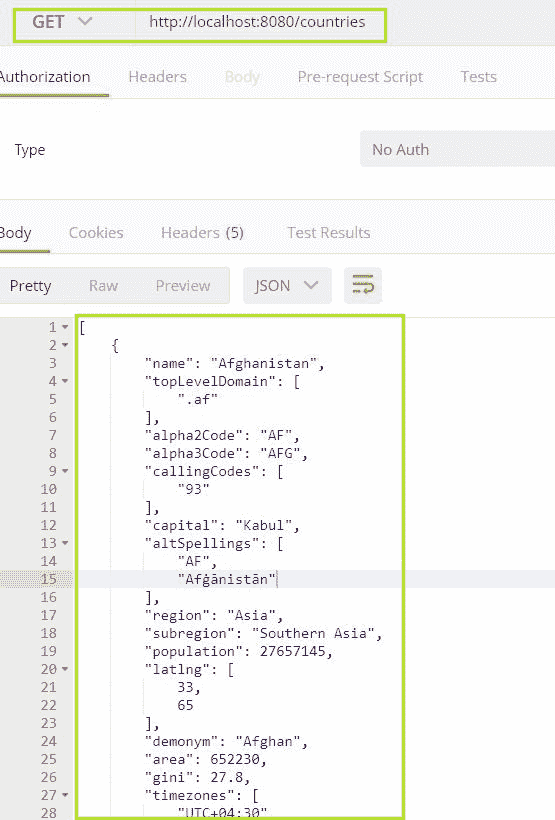 GET http://localhost:8080/countries
Authorization Headers Body Pre-request Script Tests
Type No Auth
Body Cookies Headers (5) Test Results
Pretty Raw Preview JSON
1 [
2 {
3 "name": "Afghanistan",
4 "topLevelDomain": [
5 ".af"
6 ],
7 "alpha2Code": "AF",
8 "alpha3Code": "AFG",
9 "callingCodes": [
10 "93"
11 ],
12 "capital": "Kabul",
13 "altSpellings": [
14 "AF",
15 "Afġānistān"
16 ],
17 "region": "Asia",
18 "subregion": "Southern Asia",
19 "population": 27657145,
20 "latlng": [
21 33,
22 65
23 ],
24 "demonym": "Afghan",
25 "area": 652230,
26 "gini": 27.8,
27 "timezones": [
28 "UTC+04:30"